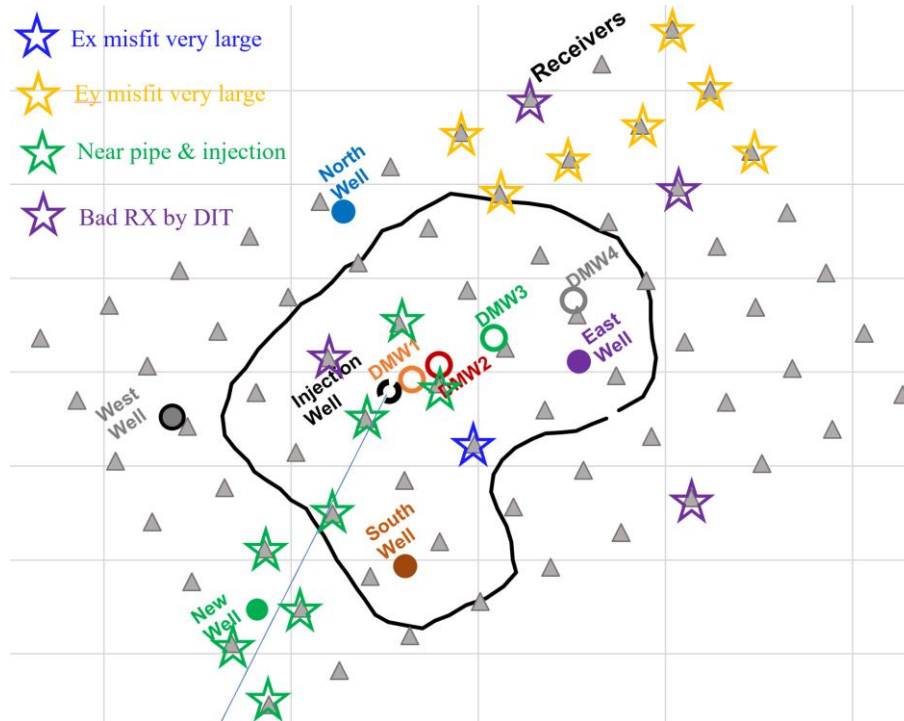 Ex misfit very large
Ey misfit very large
Near pipe & injection
Bad RX by DIT
Receivers
North
Well
DMW4
DMW3
East
Well
DMW1
DMW2
Injection
Well
West
Well
South
Well
New
Well